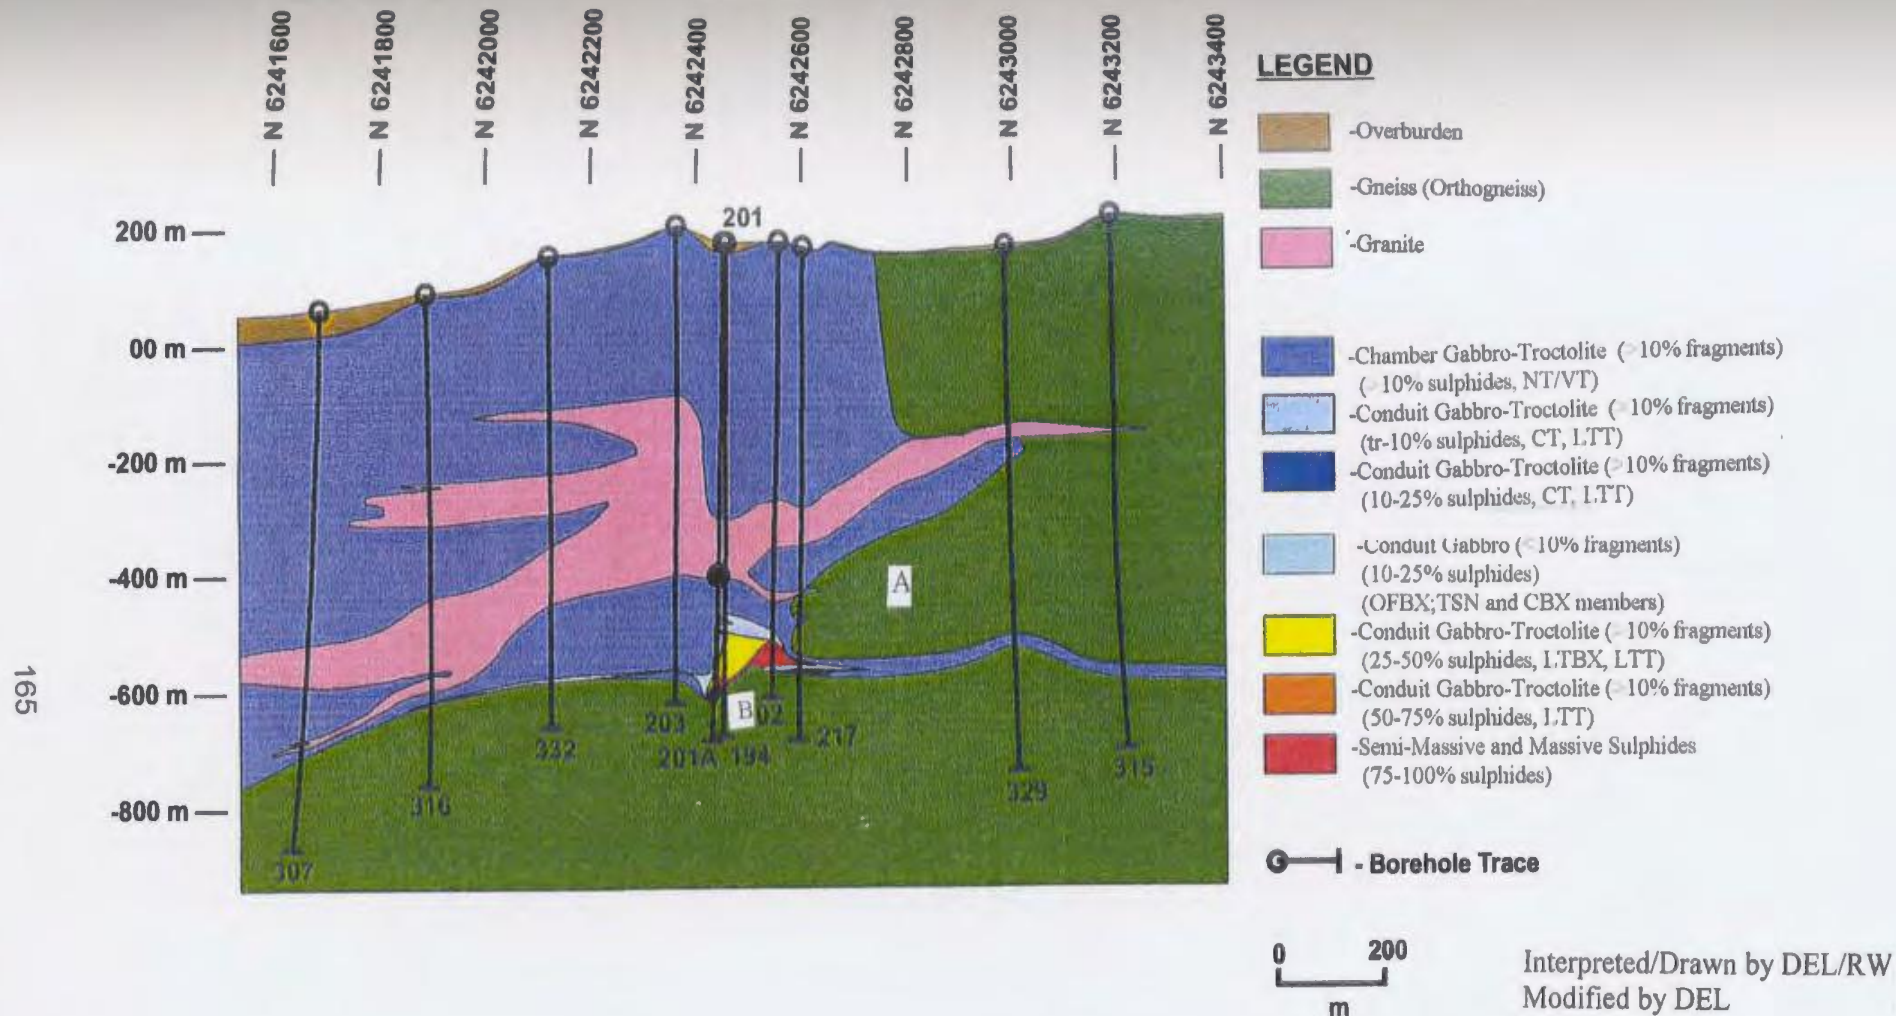 N 6241600
N 6241800
N 6242000
N 6242200
N 6242400
N 6242600
N 6242800
N 6243000
N 6243200
N 6243400
LEGEND
-Overburden
-Gneiss (Orthogneiss)
-Granite
-Chamber Gabbro-Troctolite ( 10% fragments)
( 10% sulphides, NT/VT)
-Conduit Gabbro-Troctolite ( 10% fragments)
(tr-10% sulphides, CT, LTT)
-Conduit Gabbro-Troctolite (>10% fragments)
(10-25% sulphides, CT, LTT)
-Conduit Gabbro (<10% fragments)
(10-25% sulphides)
(OFBX;TSN and CBX members)
-Conduit Gabbro-Troctolite ( 10% fragments)
(25-50% sulphides, LTBX, LTT)
-Conduit Gabbro-Troctolite ( 10% fragments)
(50-75% sulphides, LTT)
-Semi-Massive and Massive Sulphides
(75-100% sulphides)
- Borehole Trace
0 200
m
Interpreted/Drawn by DEL/RW
Modified by DEL
200 m
00 m
-200 m
-400 m
-600 m
-800 m
201
A
B
02
203
201A
194
217
332
316
307
329
315
165